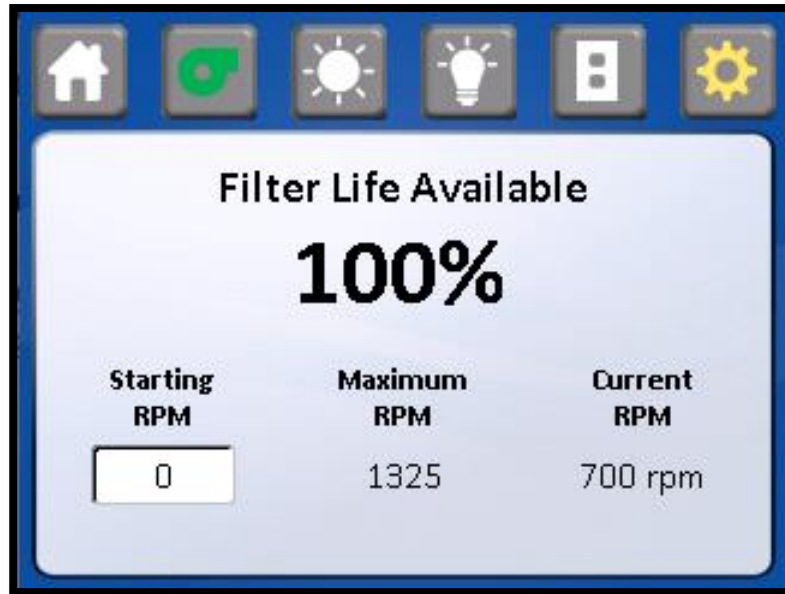 Filter Life Available
100%
Starting RPM
Maximum RPM
Current RPM
0
1325
700 rpm